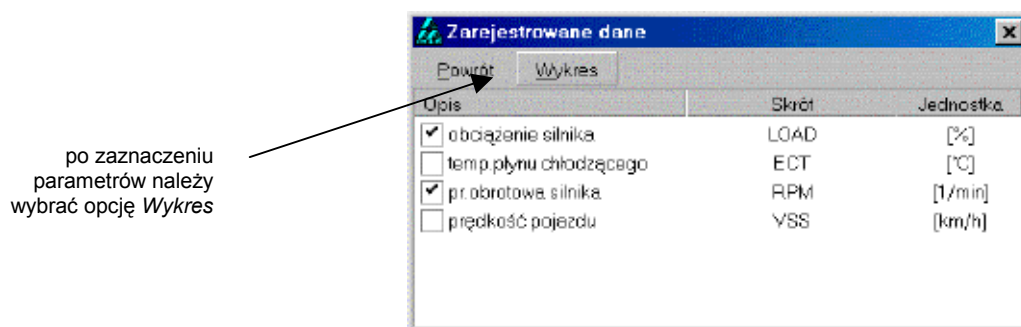 Zarejestrowane dane
Powrót Wykres
Opis Skrót Jednostka
obciążenie silnika LOAD [%]
temp.płynu chłodzącego ECT [°C]
pr.obrotowa silnika RPM [1/min]
prędkość pojazdu VSS [km/h]
po zaznaczeniu
parametrów należy
wybrać opcję Wykres